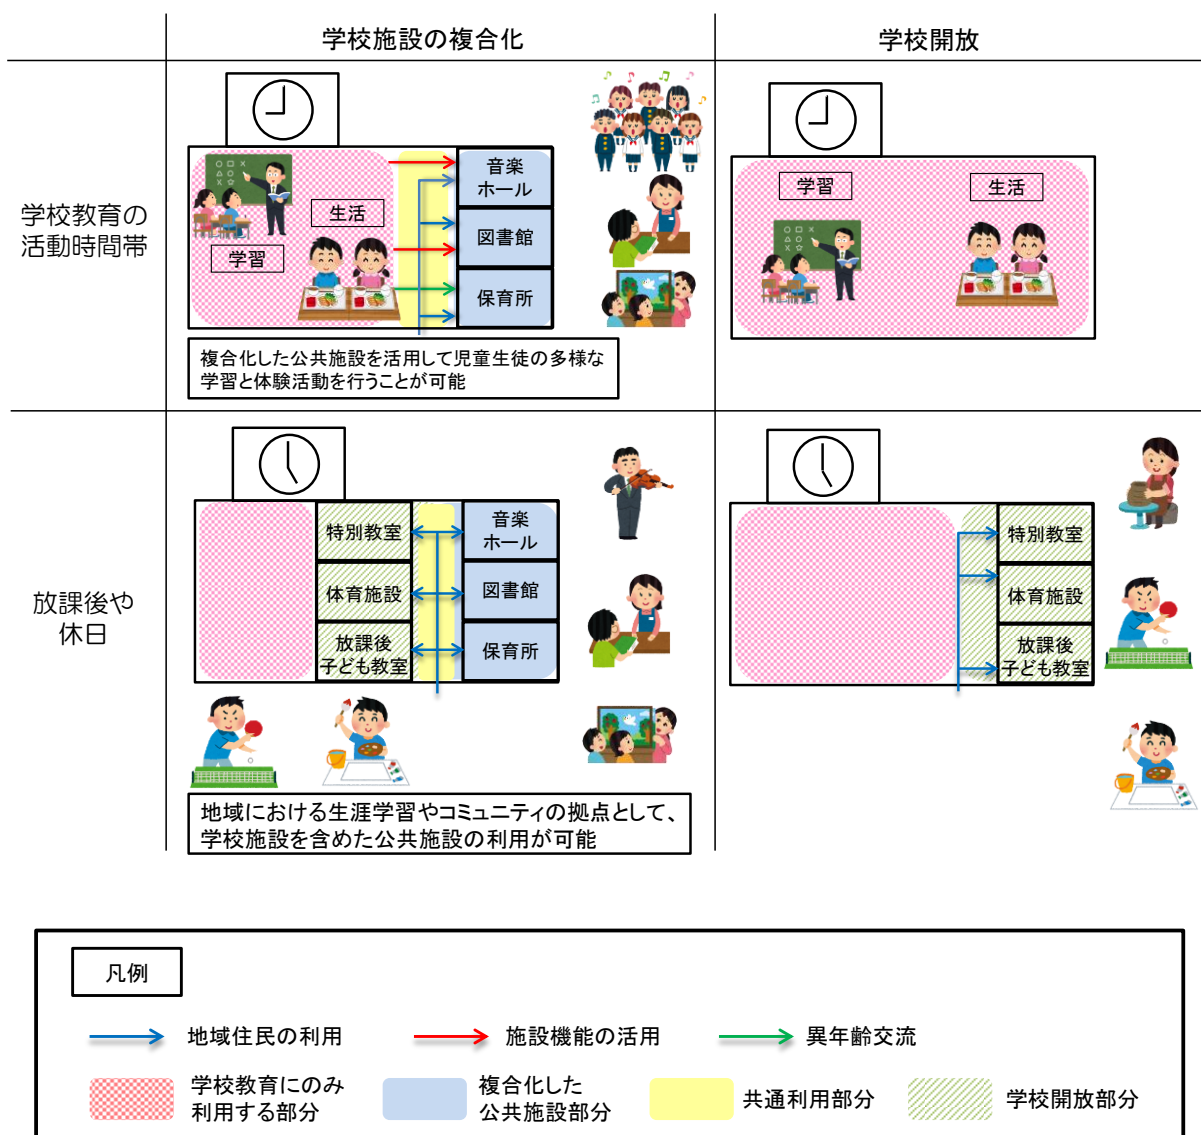 学校施設の複合化
学校開放
学校教育の
活動時間帯
学習
生活
音楽
ホール
図書館
保育所
複合化した公共施設を活用して児童生徒の多様な
学習と体験活動を行うことが可能
学習
生活
放課後や
休日
特別教室
体育施設
放課後
子ども教室
音楽
ホール
図書館
保育所
地域における生涯学習やコミュニティの拠点として、
学校施設を含めた公共施設の利用が可能
特別教室
体育施設
放課後
子ども教室
凡例
地域住民の利用
施設機能の活用
異年齢交流
学校教育にのみ
利用する部分
複合化した
公共施設部分
共通利用部分
学校開放部分